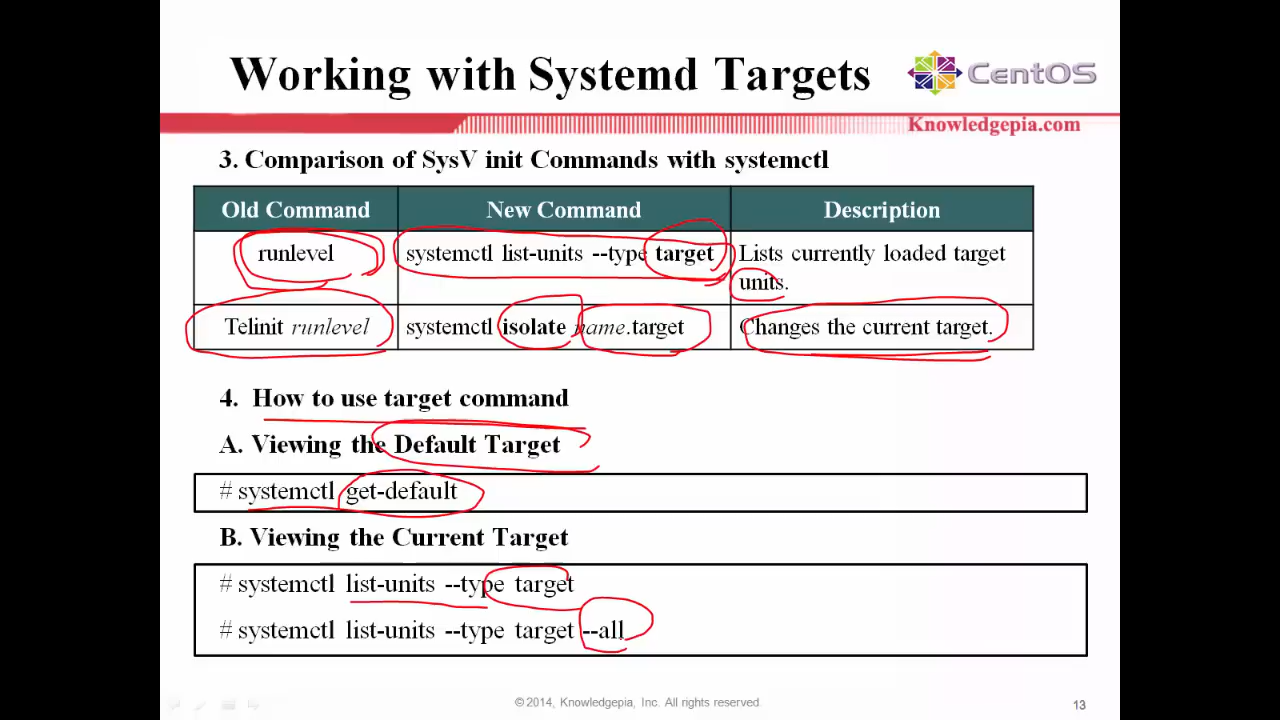 Working with Systemd Targets
CentOS
Knowledgepia.com
3. Comparison of SysV init Commands with systemctl
Old Command New Command Description
runlevel systemctl list-units --type target Lists currently loaded target
units.
Telinit runlevel systemctl isolate name.target Changes the current target.
4. How to use target command
A. Viewing the Default Target
# systemctl get-default
B. Viewing the Current Target
# systemctl list-units --type target
# systemctl list-units --type target --all
© 2014, Knowledgepia, Inc. All rights reserved
13